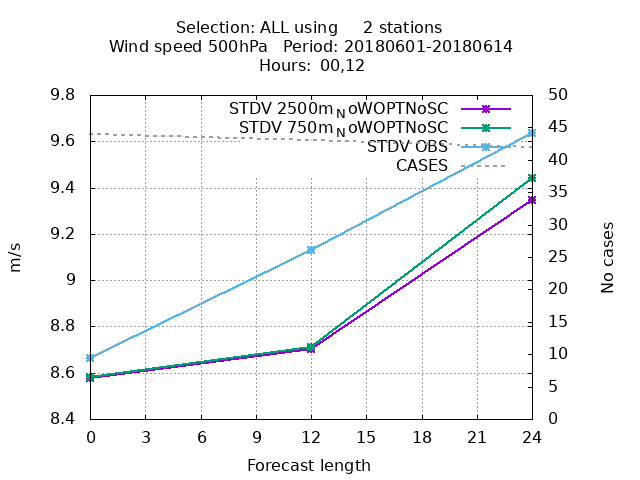 Selection: ALL using 2 stations
Wind speed 500hPa Period: 20180601-20180614
Hours: 00,12
STDV 2500m_NoWOPTNoSC
STDV 750m_NoWOPTNoSC
STDV OBS
CASES
9.8
9.6
9.4
9.2
9
8.8
8.6
8.4
m/s
50
45
40
35
30
25
20
15
10
5
0
No cases
0 3 6 9 12 15 18 21 24
Forecast length